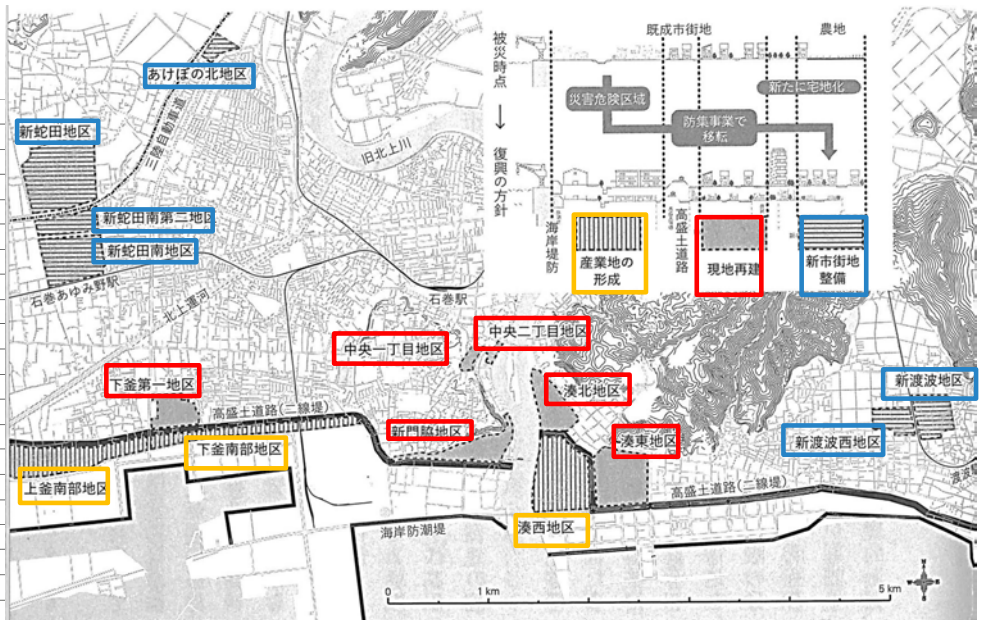 既成市街地
農地
被災時点
→
復興の方針
災害危険区域
新たに宅地化
防集事業で
移転
海岸堤防
高盛土道路
産業地の
形成
現地再建
新市街地
整備
あけぼの北地区
新蛇田地区
三陸自動車道
旧北上川
新蛇田南第二地区
新蛇田南地区
石巻あゆみ野駅
北上運河
石巻駅
中央一丁目地区
中央二丁目地区
下釜第一地区
高盛土道路(二線堤)
湊北地区
新渡波地区
新門脇地区
湊東地区
新渡波西地区
下釜南部地区
上釜南部地区
渡波駅
高盛土道路(二線堤)
湊西地区
海岸防潮堤
0
1 km
5 km
W
E
S